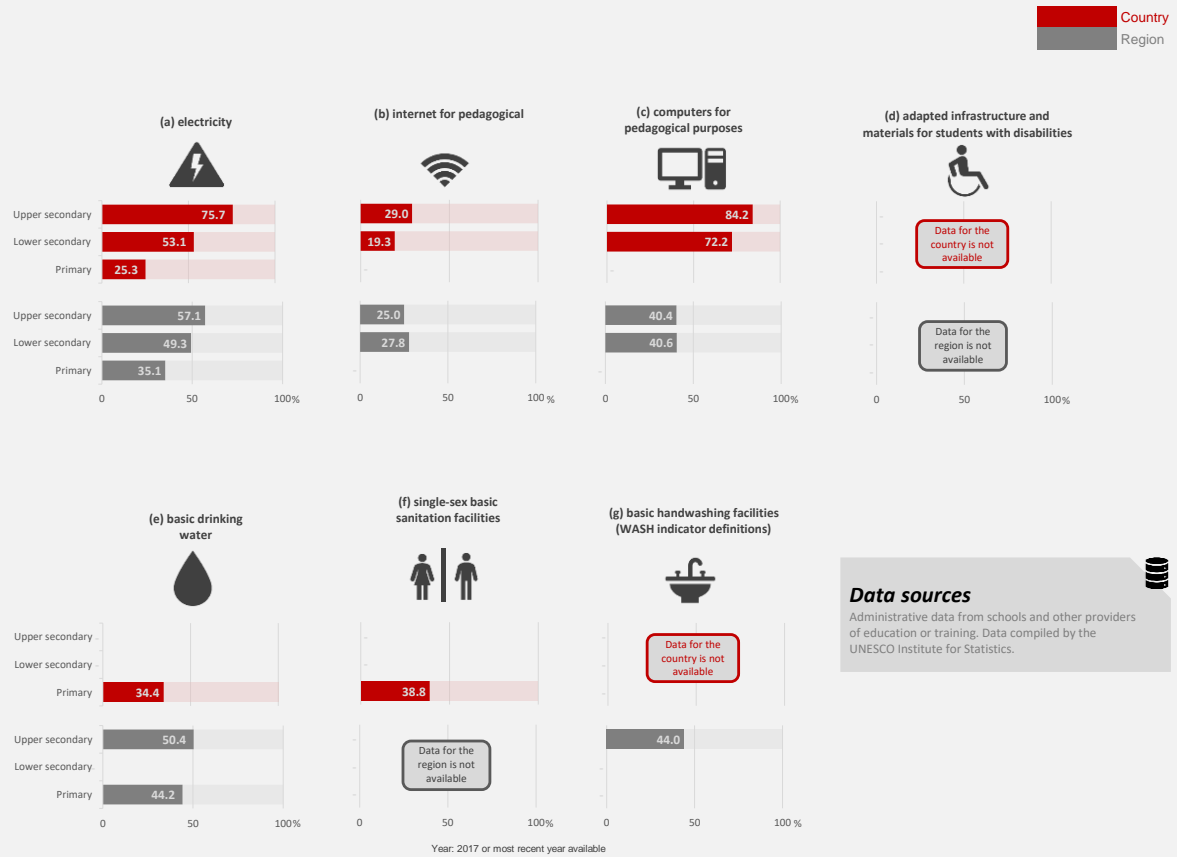 Country
Region
(a) electricity
(b) internet for pedagogical
(c) computers for
pedagogical purposes
(d) adapted infrastructure and
materials for students with disabilities
Upper secondary
75.7
29.0
84.2
Lower secondary
53.1
19.3
72.2
Primary
25.3
Data for the
country is not
available
Upper secondary
57.1
25.0
40.4
Lower secondary
49.3
27.8
40.6
Primary
35.1
Data for the
region is not
available
0 50 100%
0 50 100 %
0 50 100%
0 50 100%
(e) basic drinking
water
(f) single-sex basic
sanitation facilities
(g) basic handwashing facilities
(WASH indicator definitions)
Upper secondary
Lower secondary
Primary
34.4
38.8
Data for the
country is not
available
Upper secondary
50.4
44.0
Lower secondary
Primary
44.2
Data for the
region is not
available
0 50 100%
0 50 100 %
0 50 100 %
Data sources
Administrative data from schools and other providers
of education or training. Data compiled by the
UNESCO Institute for Statistics.
Year: 2017 or most recent year available